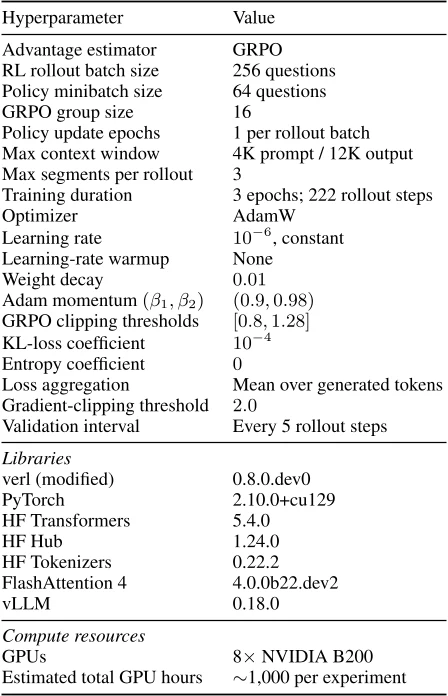 Hyperparameter Value
Advantage estimator GRPO
RL rollout batch size 256 questions
Policy minibatch size 64 questions
GRPO group size 16
Policy update epochs 1 per rollout batch
Max context window 4K prompt / 12K output
Max segments per rollout 3
Training duration 3 epochs; 222 rollout steps
Optimizer AdamW
Learning rate 10⁻⁶, constant
Learning-rate warmup None
Weight decay 0.01
Adam momentum (β₁, β₂) (0.9, 0.98)
GRPO clipping thresholds [0.8, 1.28]
KL-loss coefficient 10⁻⁴
Entropy coefficient 0
Loss aggregation Mean over generated tokens
Gradient-clipping threshold 2.0
Validation interval Every 5 rollout steps
Libraries
verl (modified) 0.8.0.dev0
PyTorch 2.10.0+cu129
HF Transformers 5.4.0
HF Hub 1.24.0
HF Tokenizers 0.22.2
FlashAttention 4 4.0.0b22.dev2
vLLM 0.18.0
Compute resources
GPUs 8× NVIDIA B200
Estimated total GPU hours ~1,000 per experiment